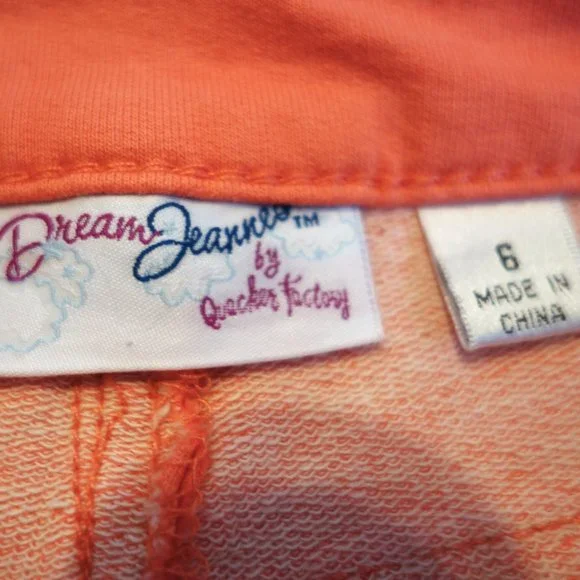 Dream Jeannes™
by
Quacker Factory
6
MADE IN
CHINA